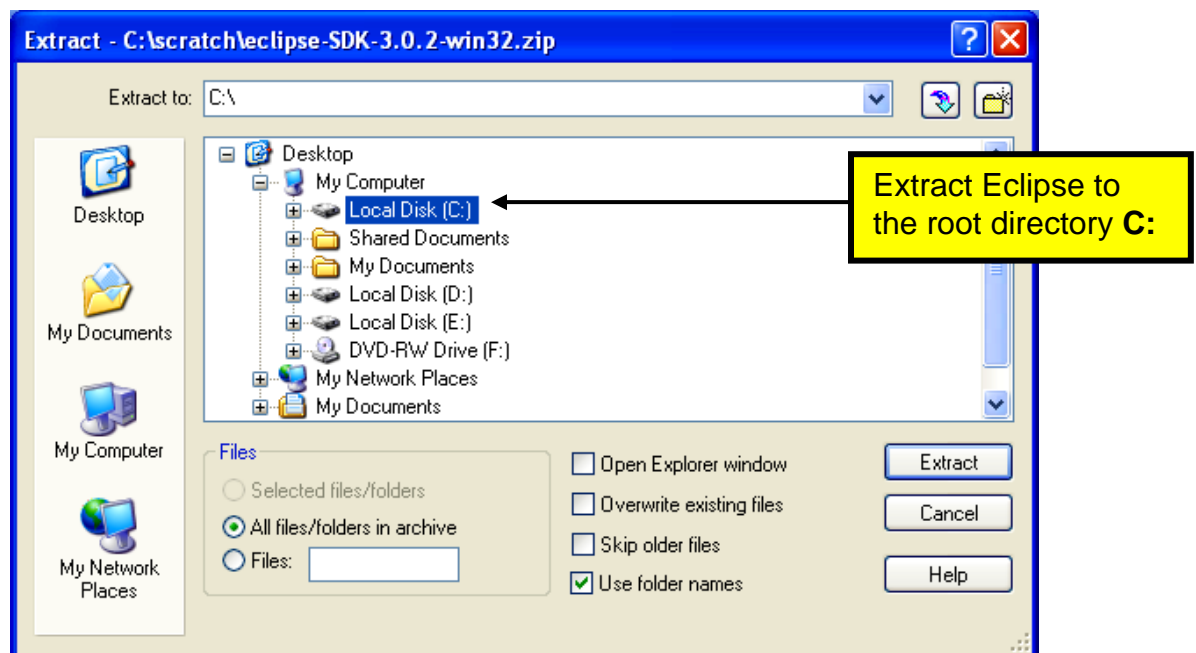 Extract - C:\scratch\eclipse-SDK-3.0.2-win32.zip
Extract to: C:\
Desktop
My Documents
My Computer
My Network
Places
Desktop
My Computer
Local Disk (C:)
Shared Documents
My Documents
Local Disk (D:)
Local Disk (E:)
DVD-RW Drive (F:)
My Network Places
My Documents
Extract Eclipse to
the root directory C:
Files
Selected files/folders
All files/folders in archive
Files:
Open Explorer window
Overwrite existing files
Skip older files
Use folder names
Extract
Cancel
Help